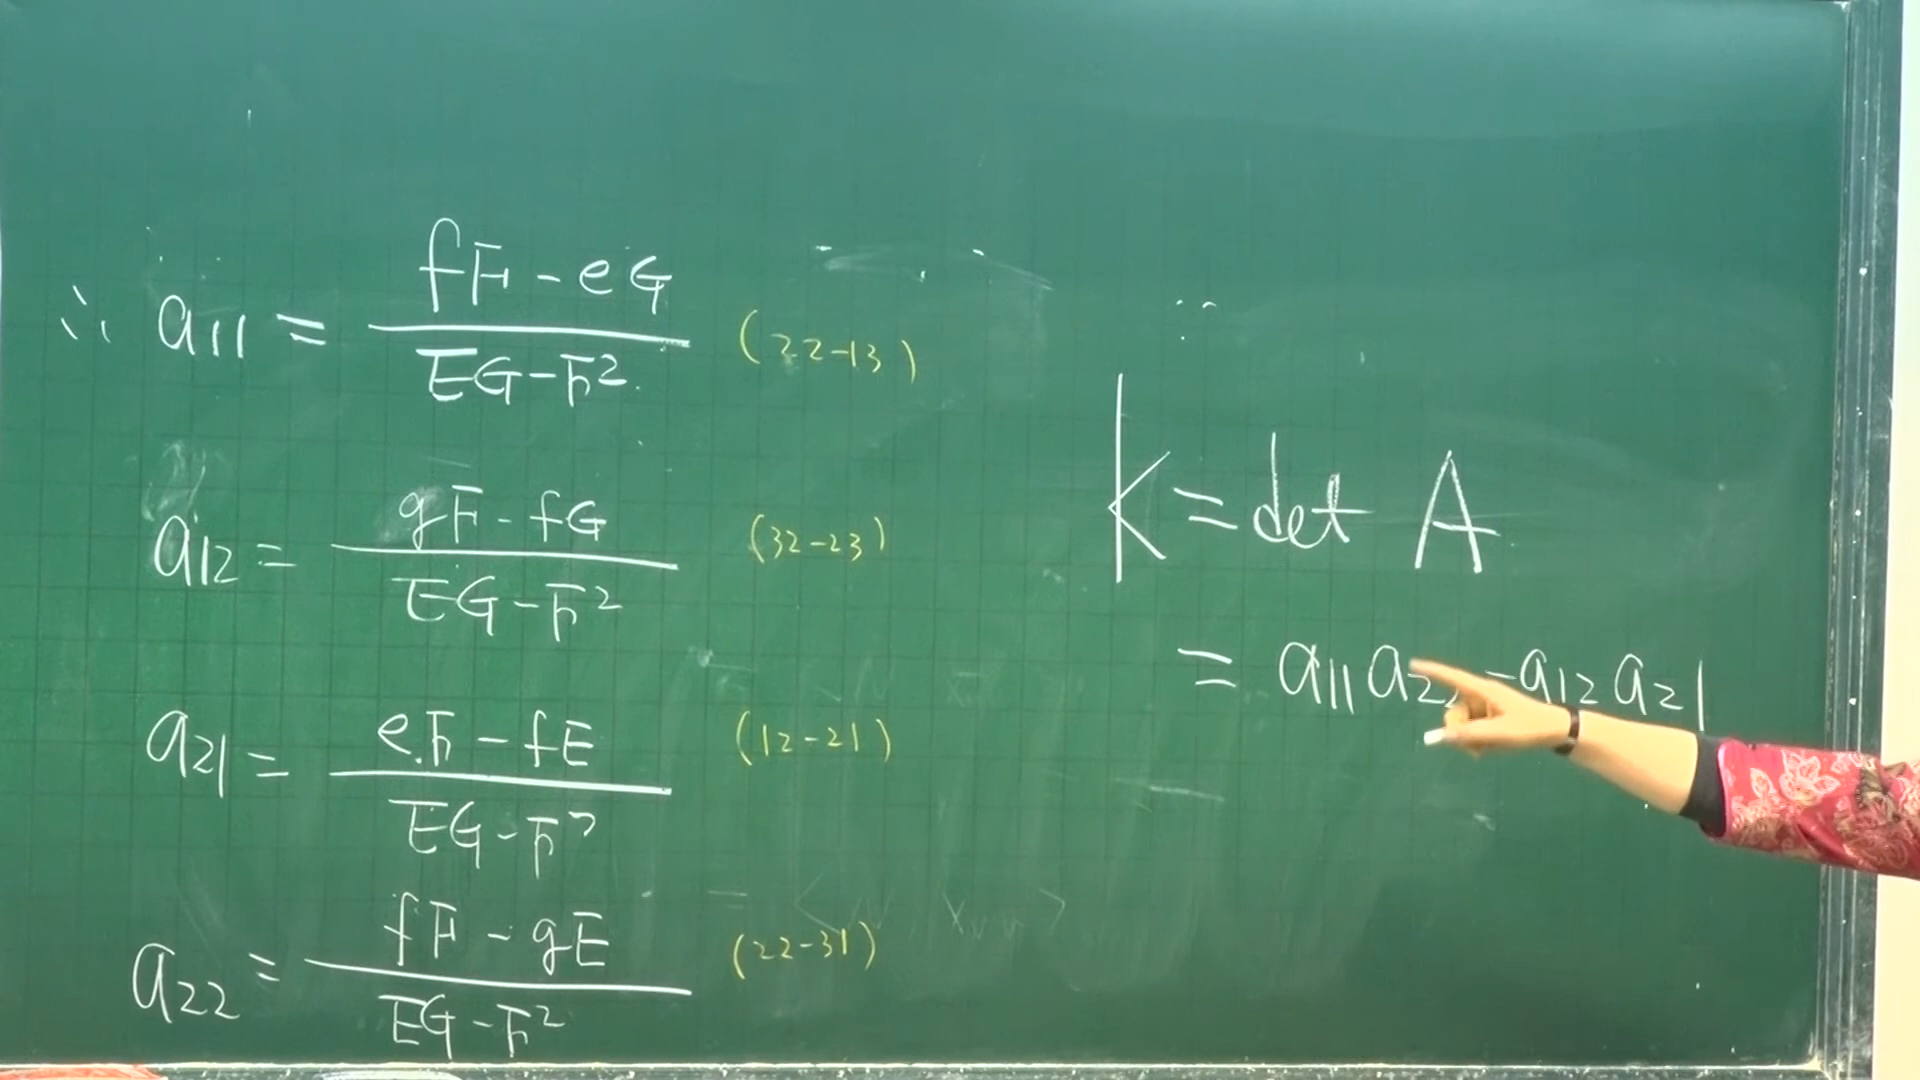 ∴ a₁₁ = (fF - eG) / (EG - F²) (22-13)
a₁₂ = (gF - fG) / (EG - F²) (32-23)
a₂₁ = (eF - fE) / (EG - F²) (12-21)
a₂₂ = (fF - gE) / (EG - F²) (22-31)
K = det A
= a₁₁ a₂₂ - a₁₂ a₂₁